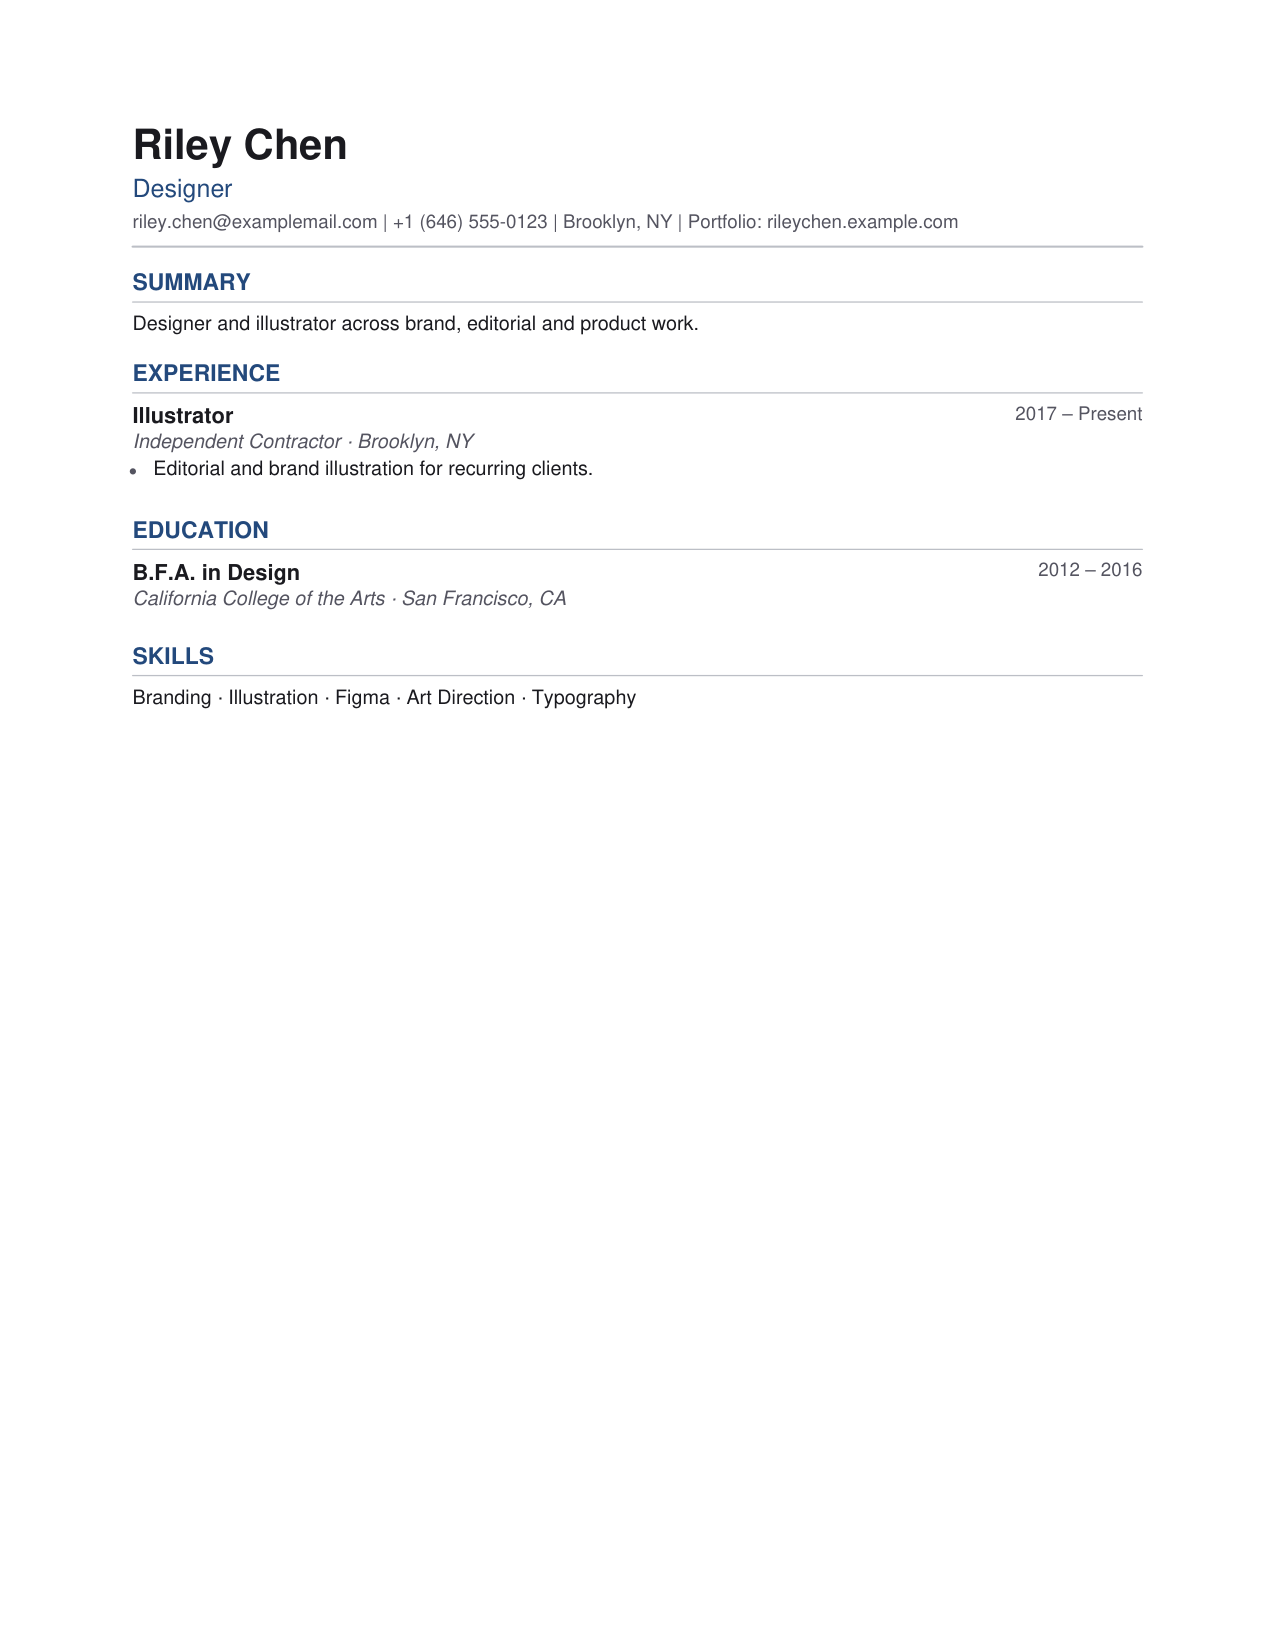 Riley Chen
Designer
riley.chen@examplemail.com | +1 (646) 555-0123 | Brooklyn, NY | Portfolio: rileychen.example.com
SUMMARY
Designer and illustrator across brand, editorial and product work.
EXPERIENCE
Illustrator 2017 – Present
Independent Contractor · Brooklyn, NY
• Editorial and brand illustration for recurring clients.
EDUCATION
B.F.A. in Design 2012 – 2016
California College of the Arts · San Francisco, CA
SKILLS
Branding · Illustration · Figma · Art Direction · Typography